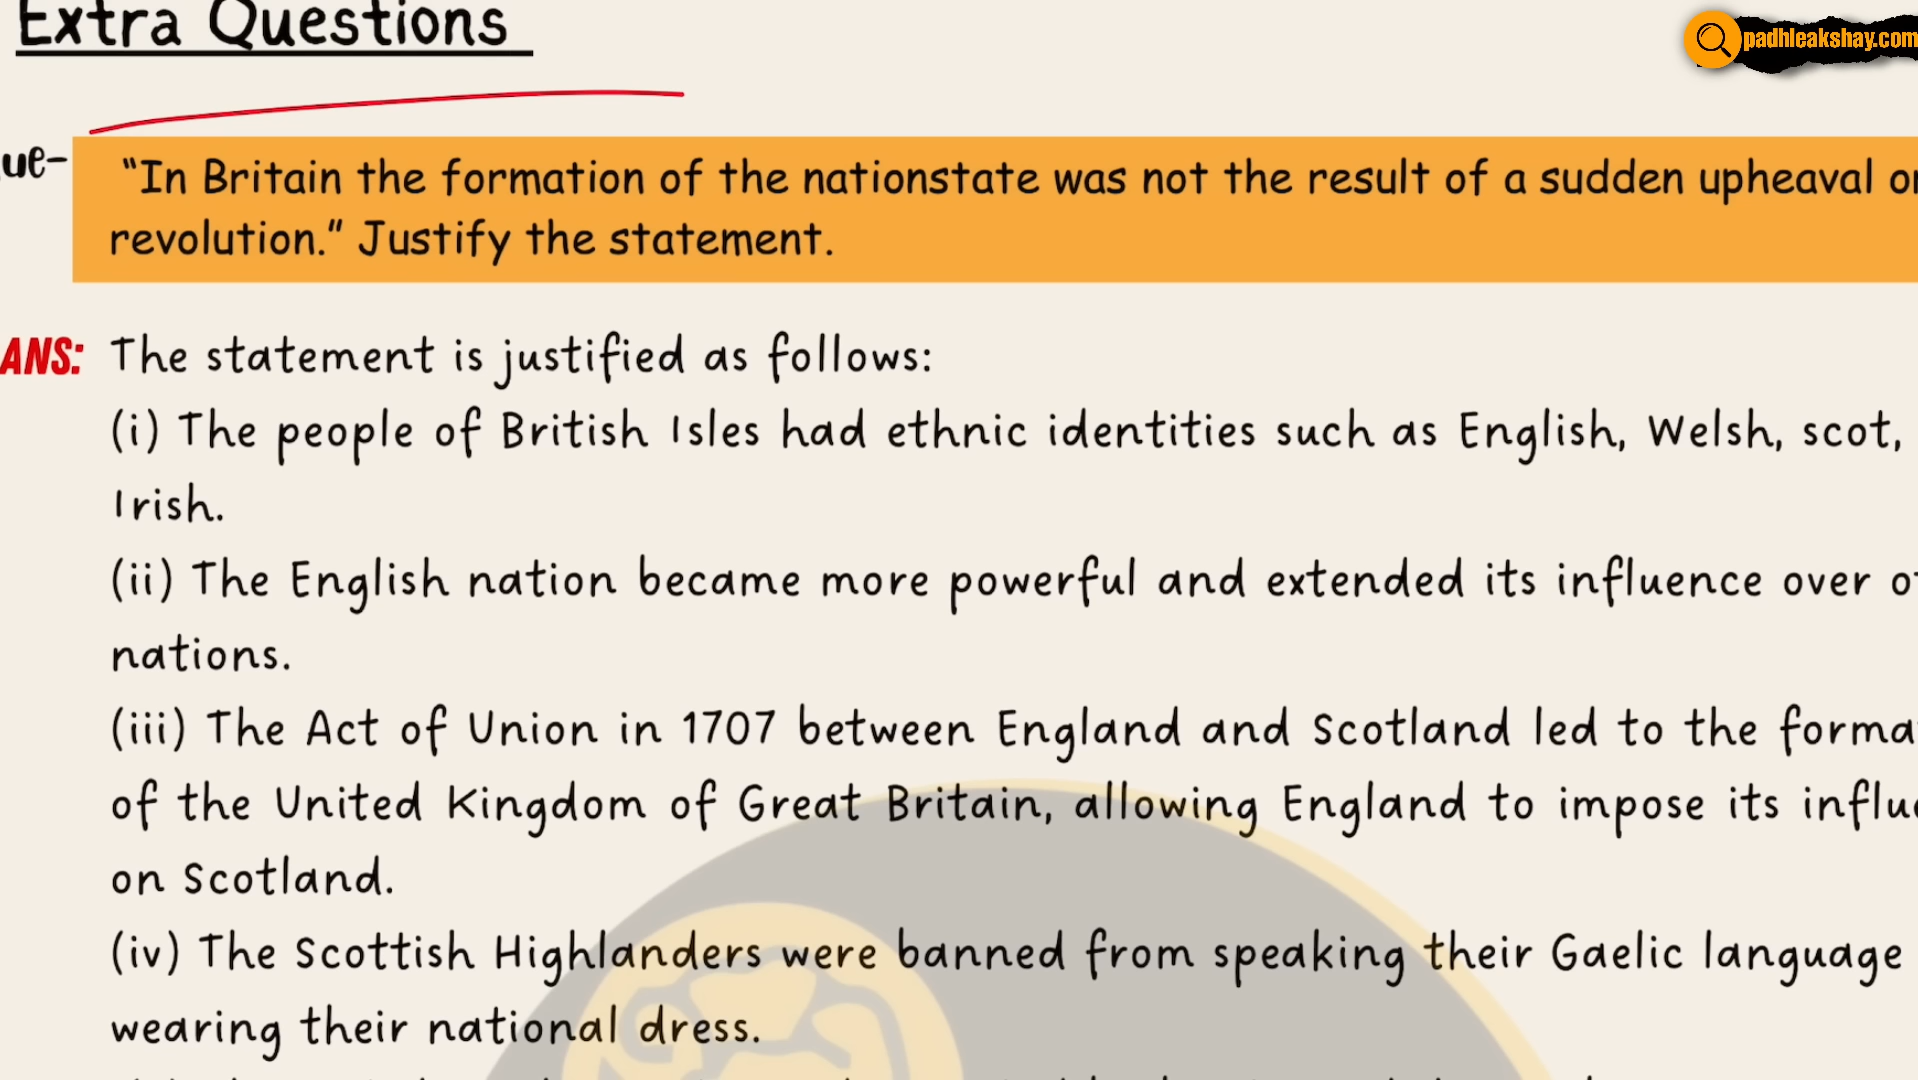 Extra Questions
padhleakshay.com
ue-
"In Britain the formation of the nationstate was not the result of a sudden upheaval or
revolution." Justify the statement.
ANS: The statement is justified as follows:
(i) The people of British Isles had ethnic identities such as English, Welsh, scot,
Irish.
(ii) The English nation became more powerful and extended its influence over
nations.
(iii) The Act of Union in 1707 between England and Scotland led to the
of the United Kingdom of Great Britain, allowing England to impose its
on Scotland.
(iv) The Scottish Highlanders were banned from speaking their Gaelic language
wearing their national dress.